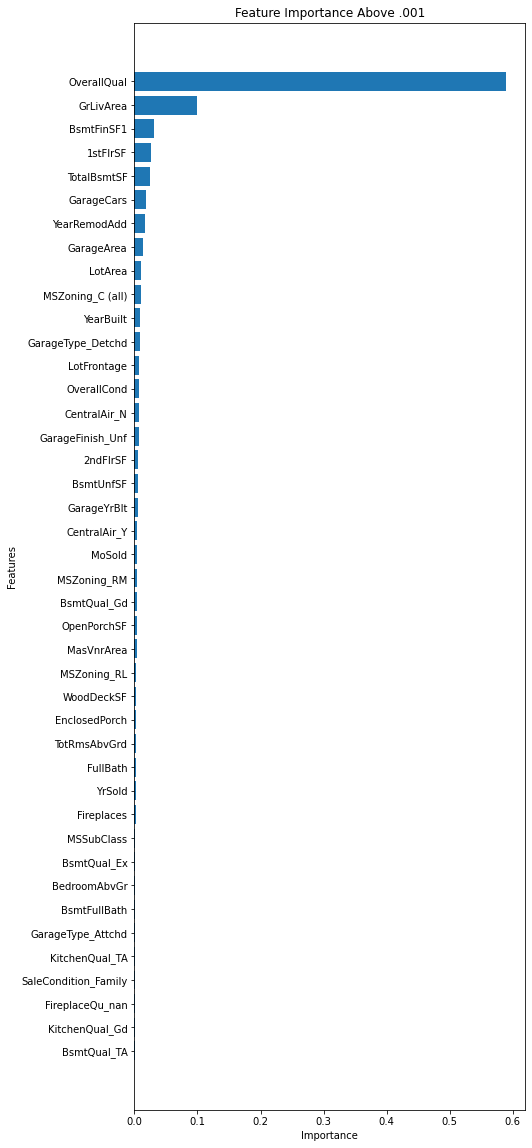 Feature Importance Above .001
OverallQual
GrLivArea
BsmtFinSF1
1stFlrSF
TotalBsmtSF
GarageCars
YearRemodAdd
GarageArea
LotArea
MSZoning_C (all)
YearBuilt
GarageType_Detchd
LotFrontage
OverallCond
CentralAir_N
GarageFinish_Unf
2ndFlrSF
BsmtUnfSF
GarageYrBlt
CentralAir_Y
MoSold
MSZoning_RM
BsmtQual_Gd
OpenPorchSF
MasVnrArea
MSZoning_RL
WoodDeckSF
EnclosedPorch
TotRmsAbvGrd
FullBath
YrSold
Fireplaces
MSSubClass
BsmtQual_Ex
BedroomAbvGr
BsmtFullBath
GarageType_Attchd
KitchenQual_TA
SaleCondition_Family
FireplaceQu_nan
KitchenQual_Gd
BsmtQual_TA
Features
0.0 0.1 0.2 0.3 0.4 0.5 0.6
Importance